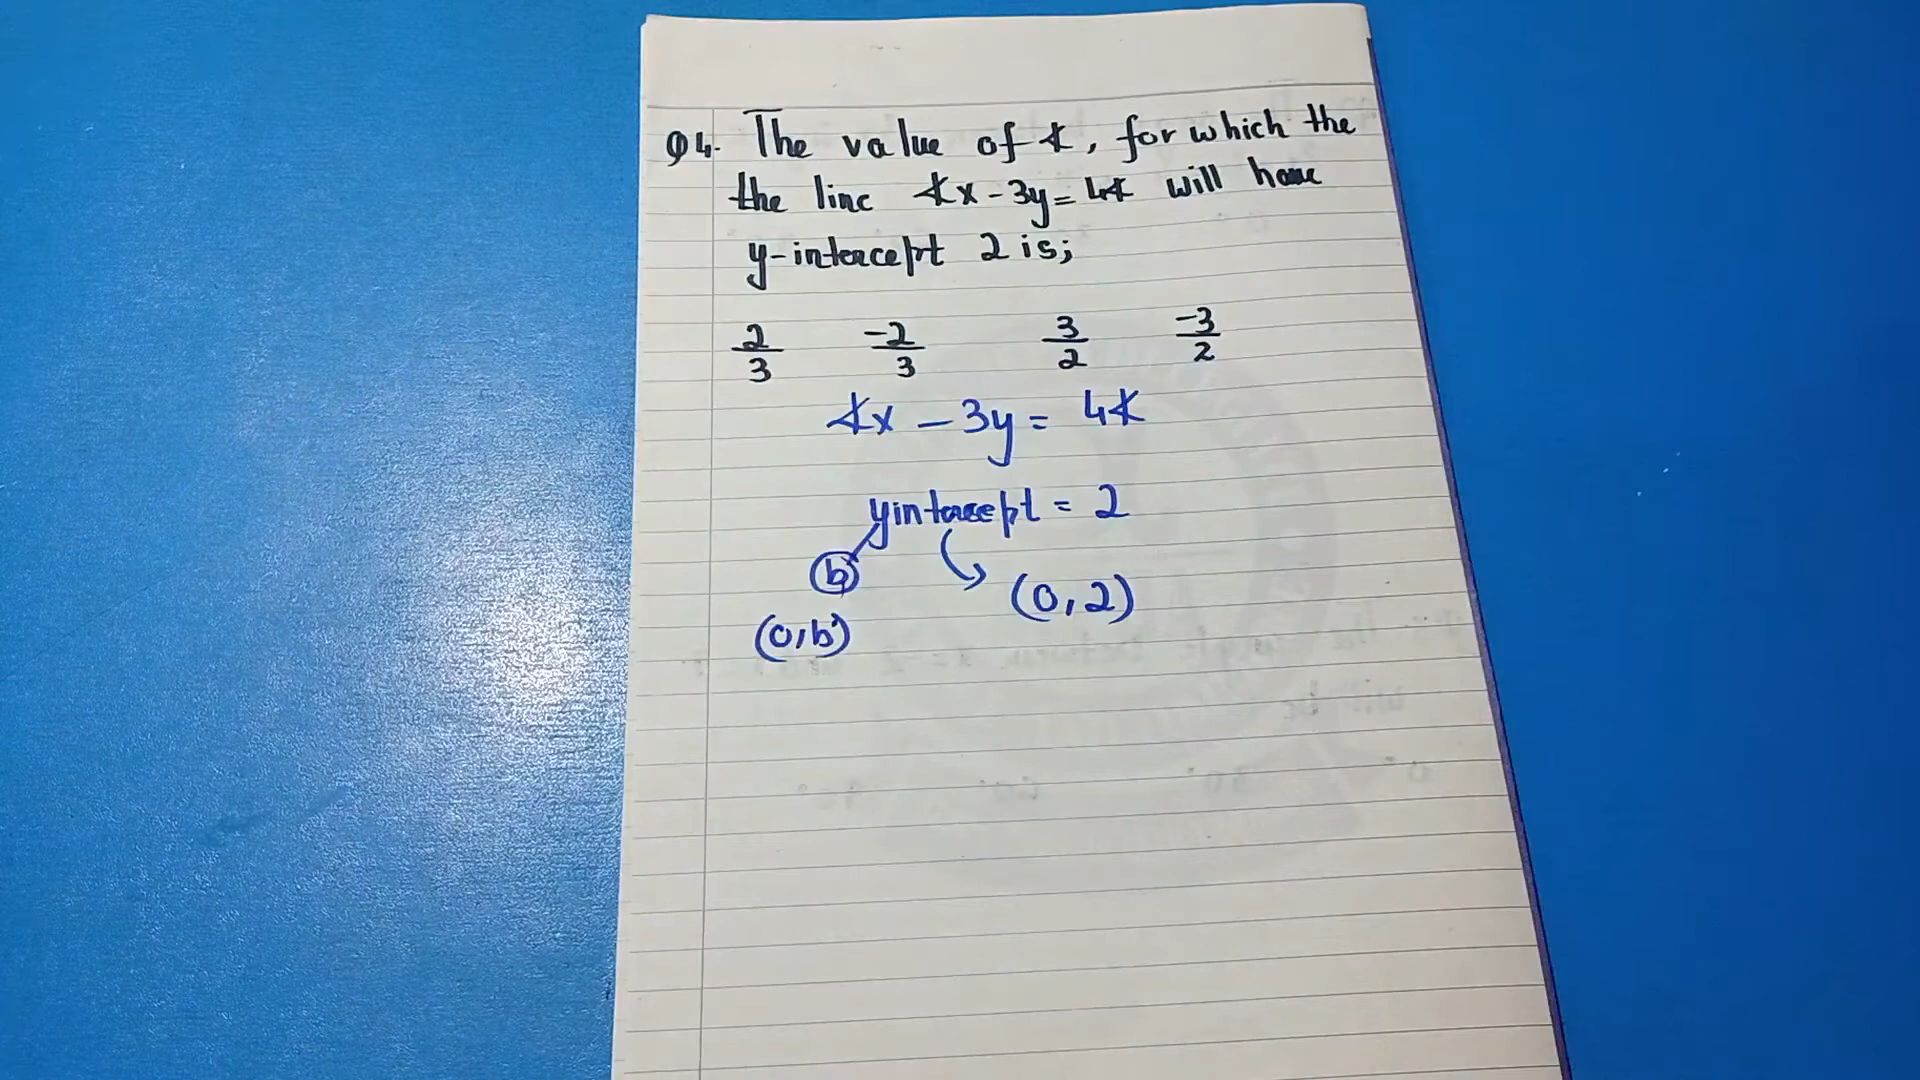 Q4. The value of k, for which the
the line kx - 3y = 4k will have
y-intercept 2 is;
2/3 -2/3 3/2 -3/2
kx - 3y = 4k
y intercept = 2
b
(0, 2)
(0, b)